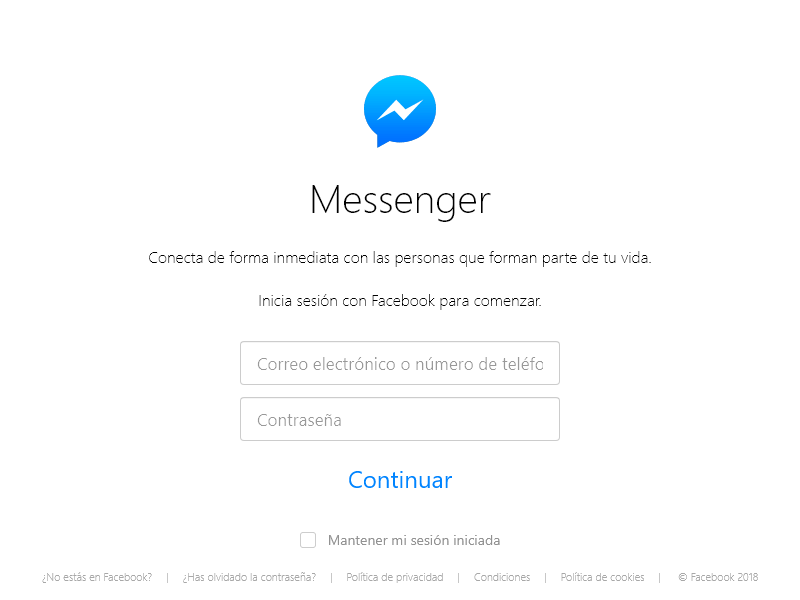 Messenger
Conecta de forma inmediata con las personas que forman parte de tu vida.
Inicia sesión con Facebook para comenzar.
Correo electrónico o número de teléfo
Contraseña
Continuar
Mantener mi sesión iniciada
¿No estás en Facebook? | ¿Has olvidado la contraseña? | Política de privacidad | Condiciones | Política de cookies | © Facebook 2018